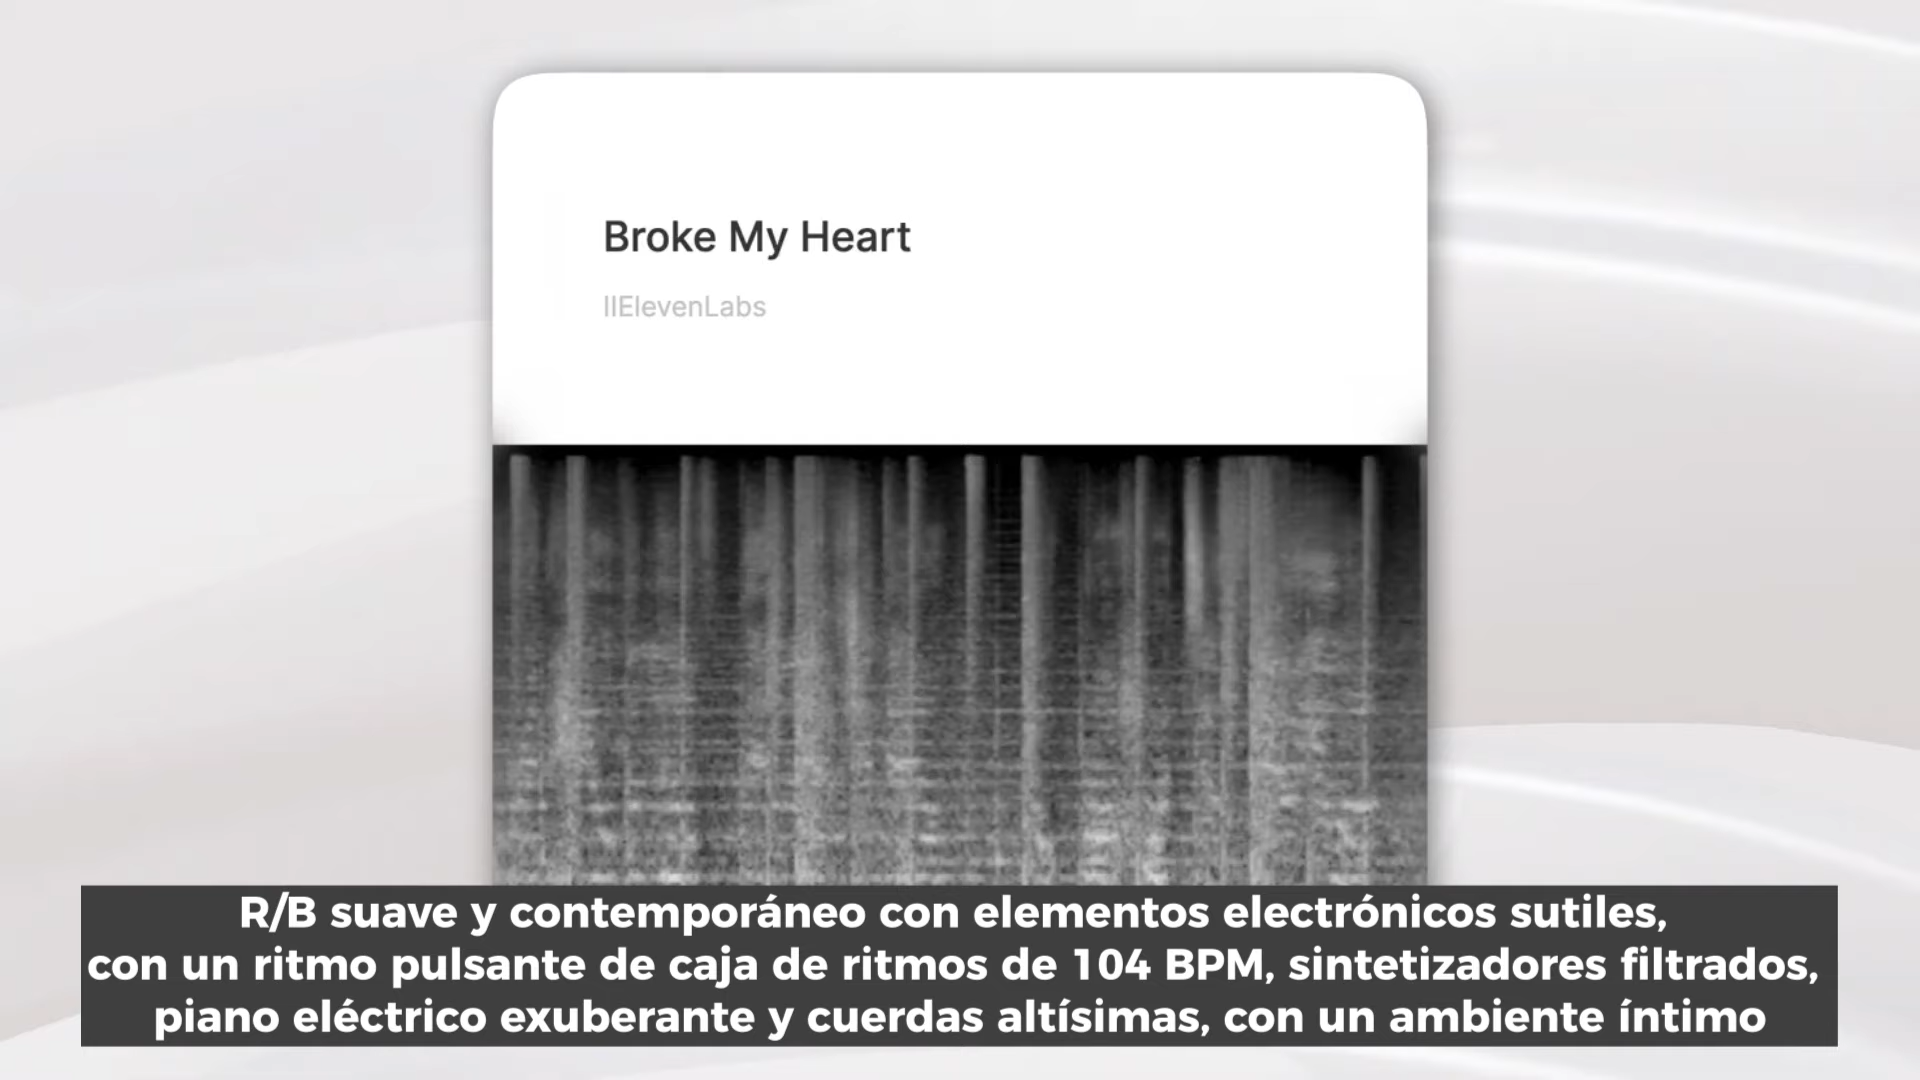 Broke My Heart
IIElevenLabs
R/B suave y contemporáneo con elementos electrónicos sutiles,
con un ritmo pulsante de caja de ritmos de 104 BPM, sintetizadores filtrados,
piano eléctrico exuberante y cuerdas altísimas, con un ambiente íntimo